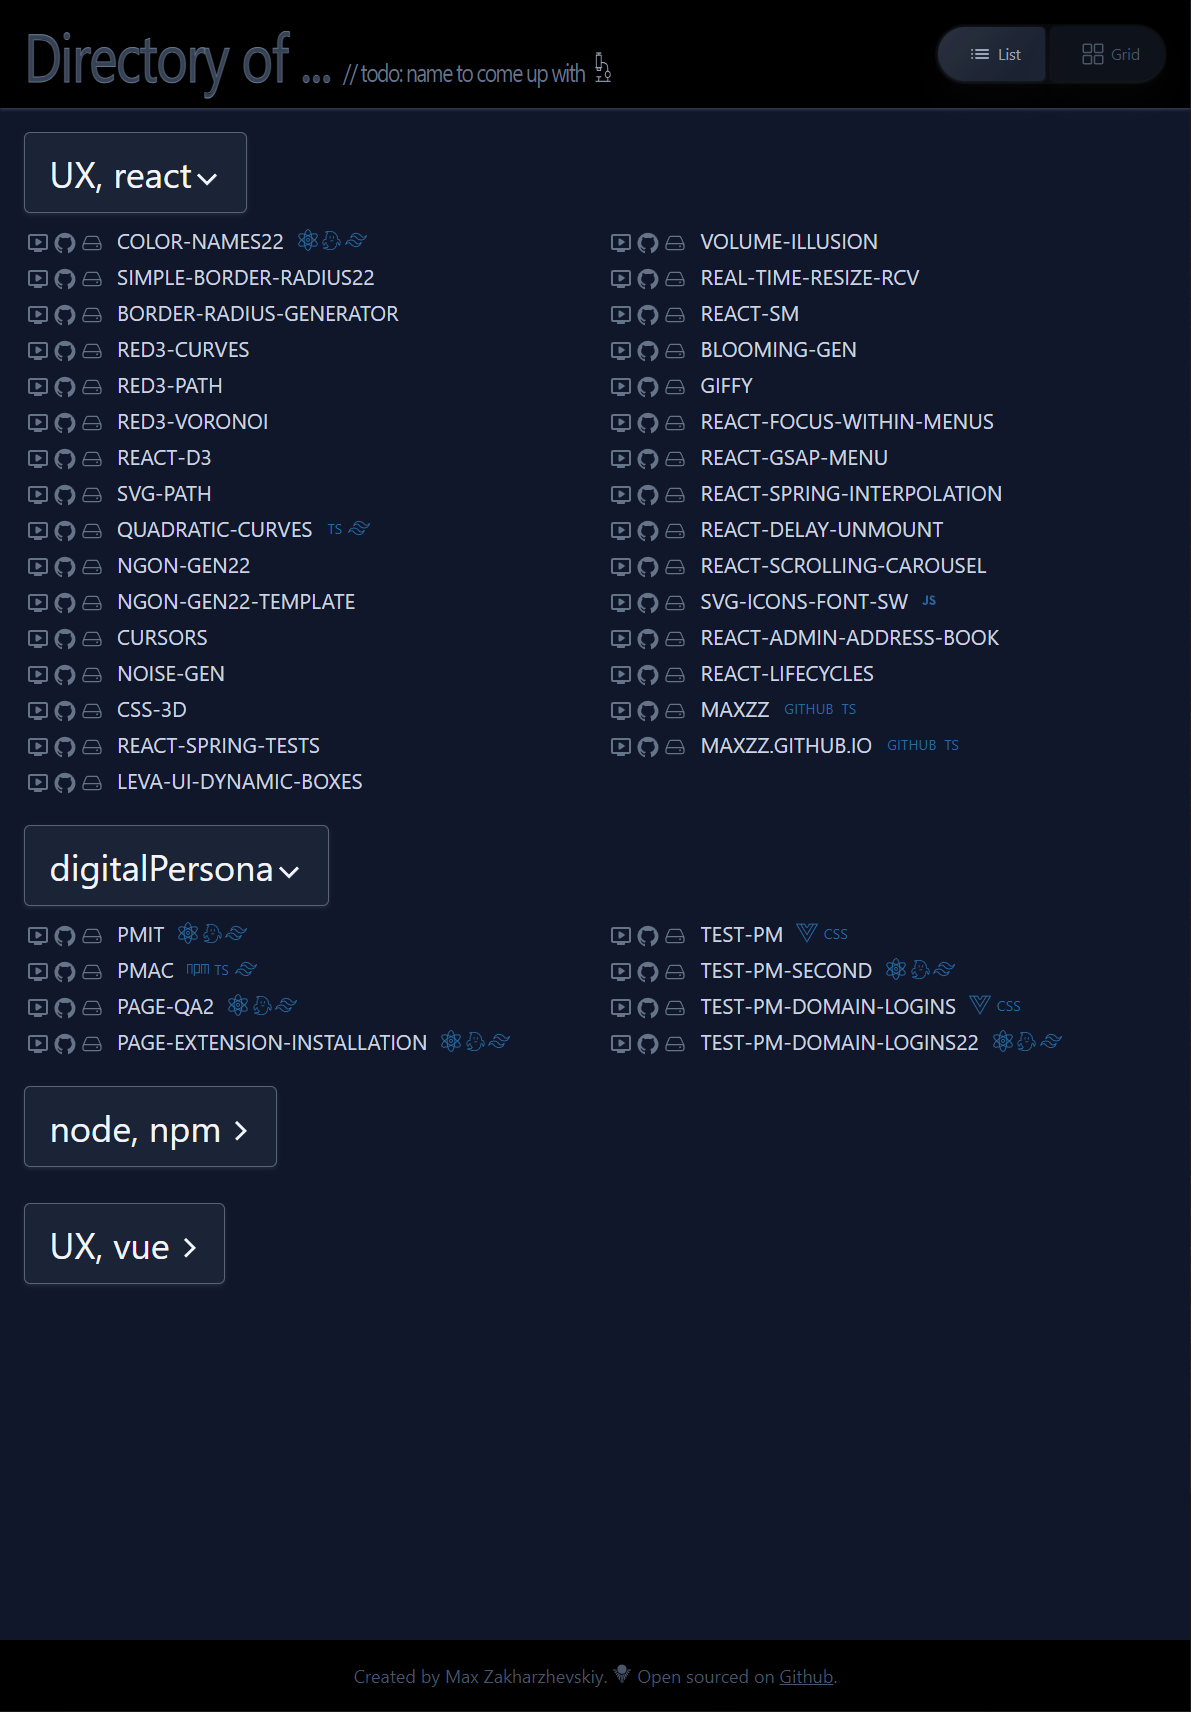 Directory of ... // todo: name to come up with
List
Grid
UX, react
COLOR-NAMES22
SIMPLE-BORDER-RADIUS22
BORDER-RADIUS-GENERATOR
RED3-CURVES
RED3-PATH
RED3-VORONOI
REACT-D3
SVG-PATH
QUADRATIC-CURVES TS
NGON-GEN22
NGON-GEN22-TEMPLATE
CURSORS
NOISE-GEN
CSS-3D
REACT-SPRING-TESTS
LEVA-UI-DYNAMIC-BOXES
VOLUME-ILLUSION
REAL-TIME-RESIZE-RCV
REACT-SM
BLOOMING-GEN
GIFFY
REACT-FOCUS-WITHIN-MENUS
REACT-GSAP-MENU
REACT-SPRING-INTERPOLATION
REACT-DELAY-UNMOUNT
REACT-SCROLLING-CAROUSEL
SVG-ICONS-FONT-SW JS
REACT-ADMIN-ADDRESS-BOOK
REACT-LIFECYCLES
MAXZZ GITHUB TS
MAXZZ.GITHUB.IO GITHUB TS
digitalPersona
PMIT
PMAC npm TS
PAGE-QA2
PAGE-EXTENSION-INSTALLATION
TEST-PM CSS
TEST-PM-SECOND
TEST-PM-DOMAIN-LOGINS CSS
TEST-PM-DOMAIN-LOGINS22
node, npm
UX, vue
Created by Max Zakharzhevskiy. Open sourced on Github.